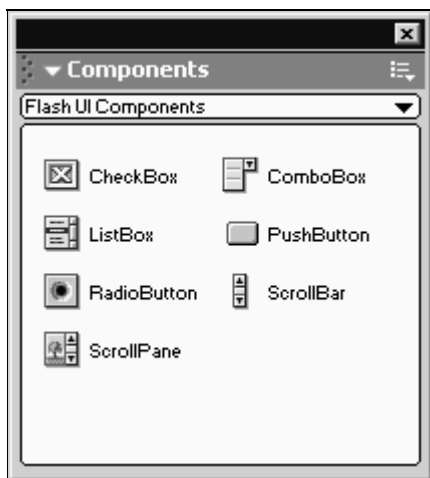 Components
Flash UI Components
CheckBox
ComboBox
ListBox
PushButton
RadioButton
ScrollBar
ScrollPane